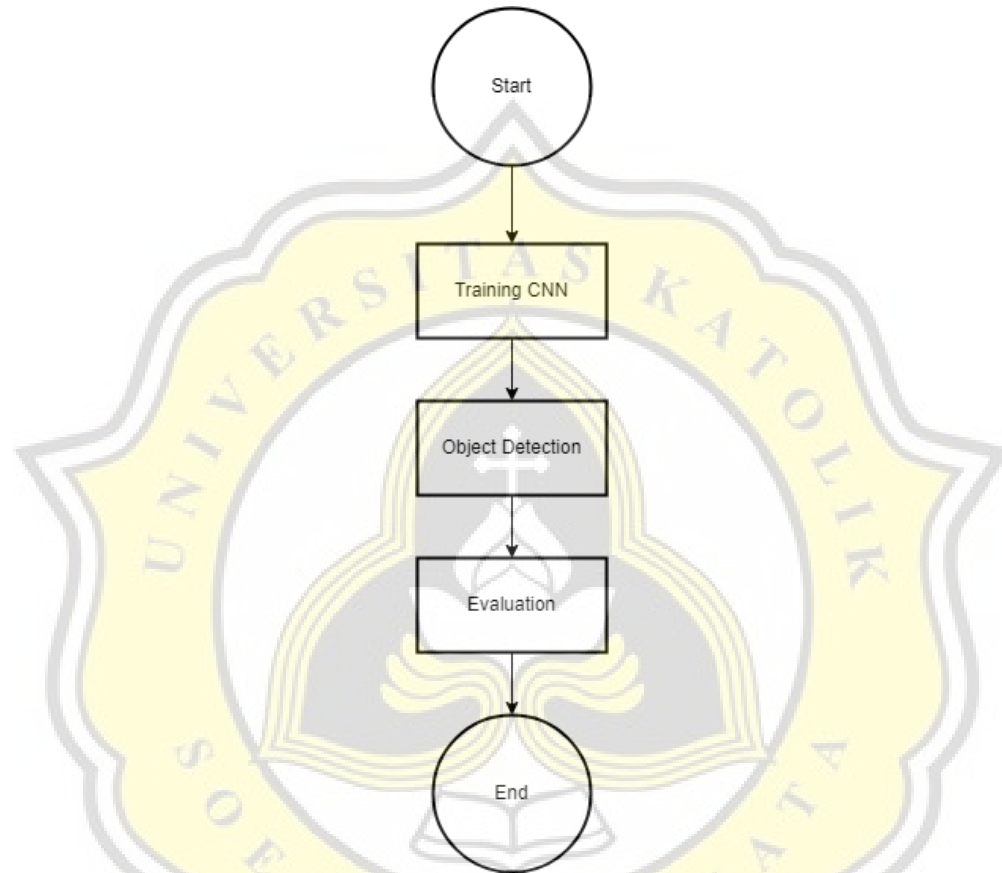 Start
Training CNN
Object Detection
Evaluation
End
UNIVERSITAS KATOLIK